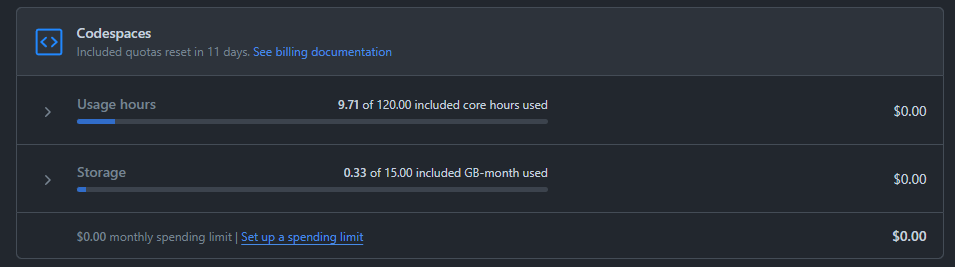 Codespaces
Included quotas reset in 11 days. See billing documentation
Usage hours 9.71 of 120.00 included core hours used $0.00
Storage 0.33 of 15.00 included GB-month used $0.00
$0.00 monthly spending limit | Set up a spending limit $0.00